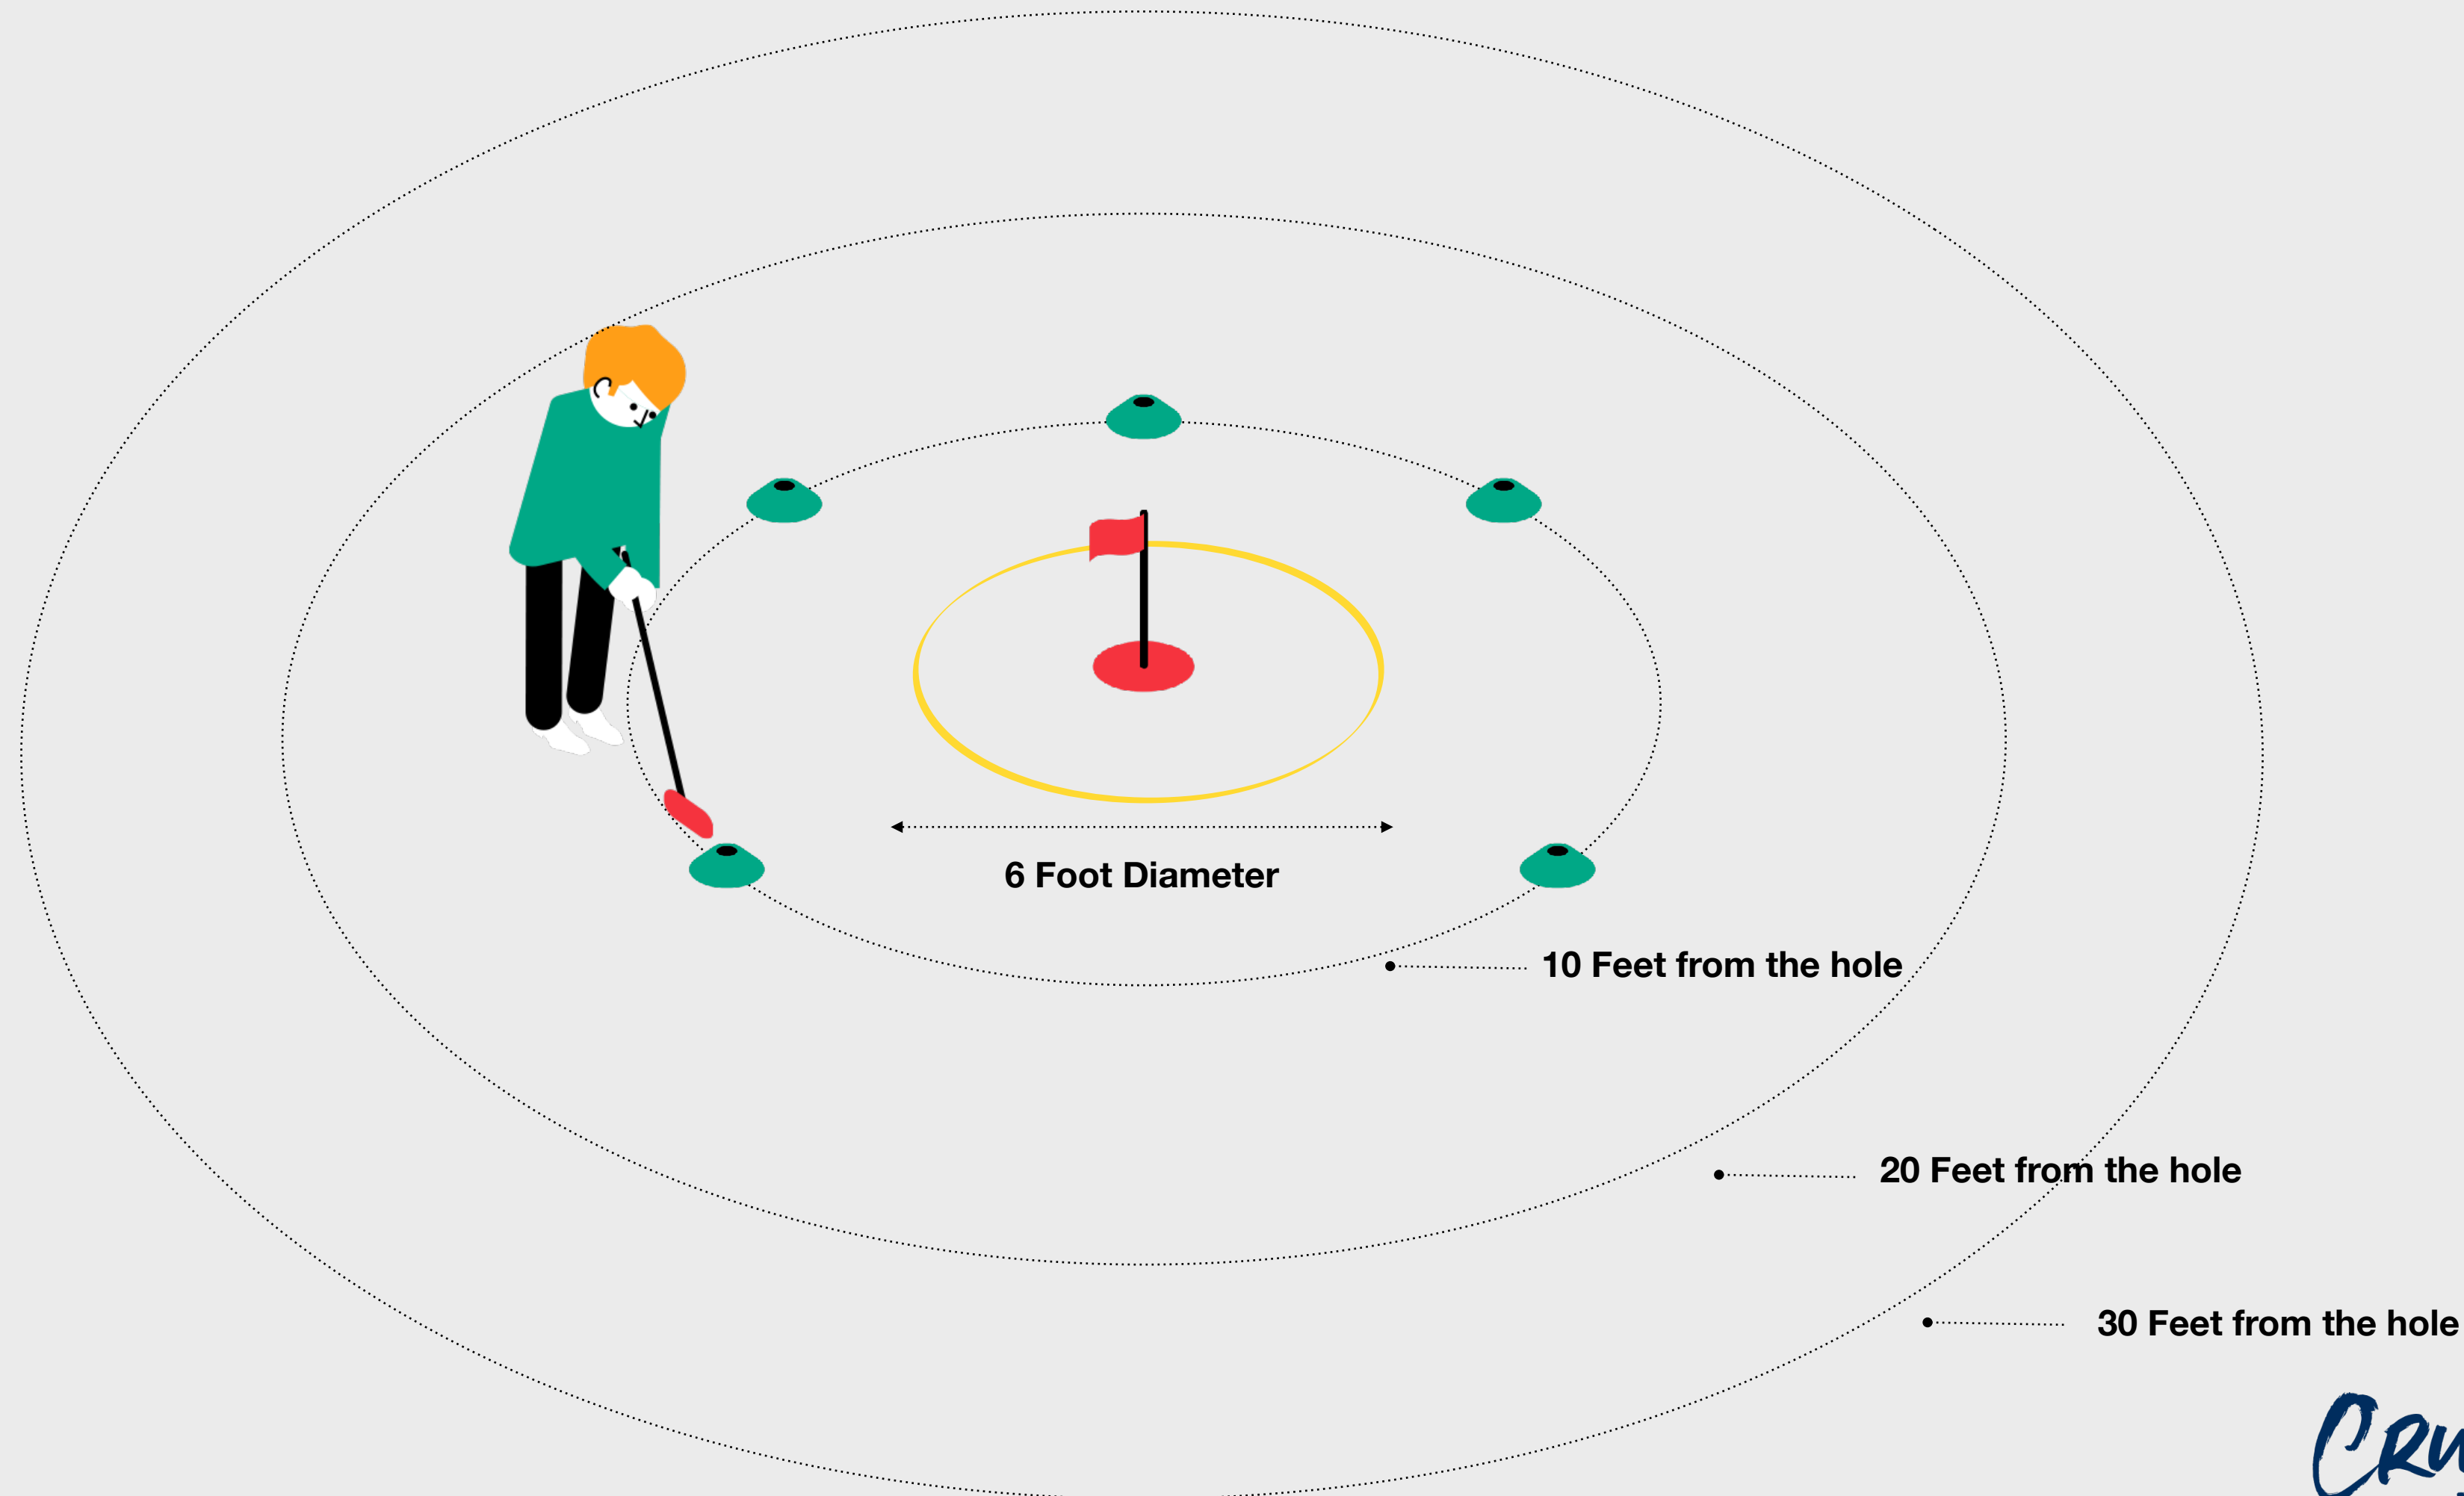 6 Foot Diameter
10 Feet from the hole
20 Feet from the hole
30 Feet from the hole